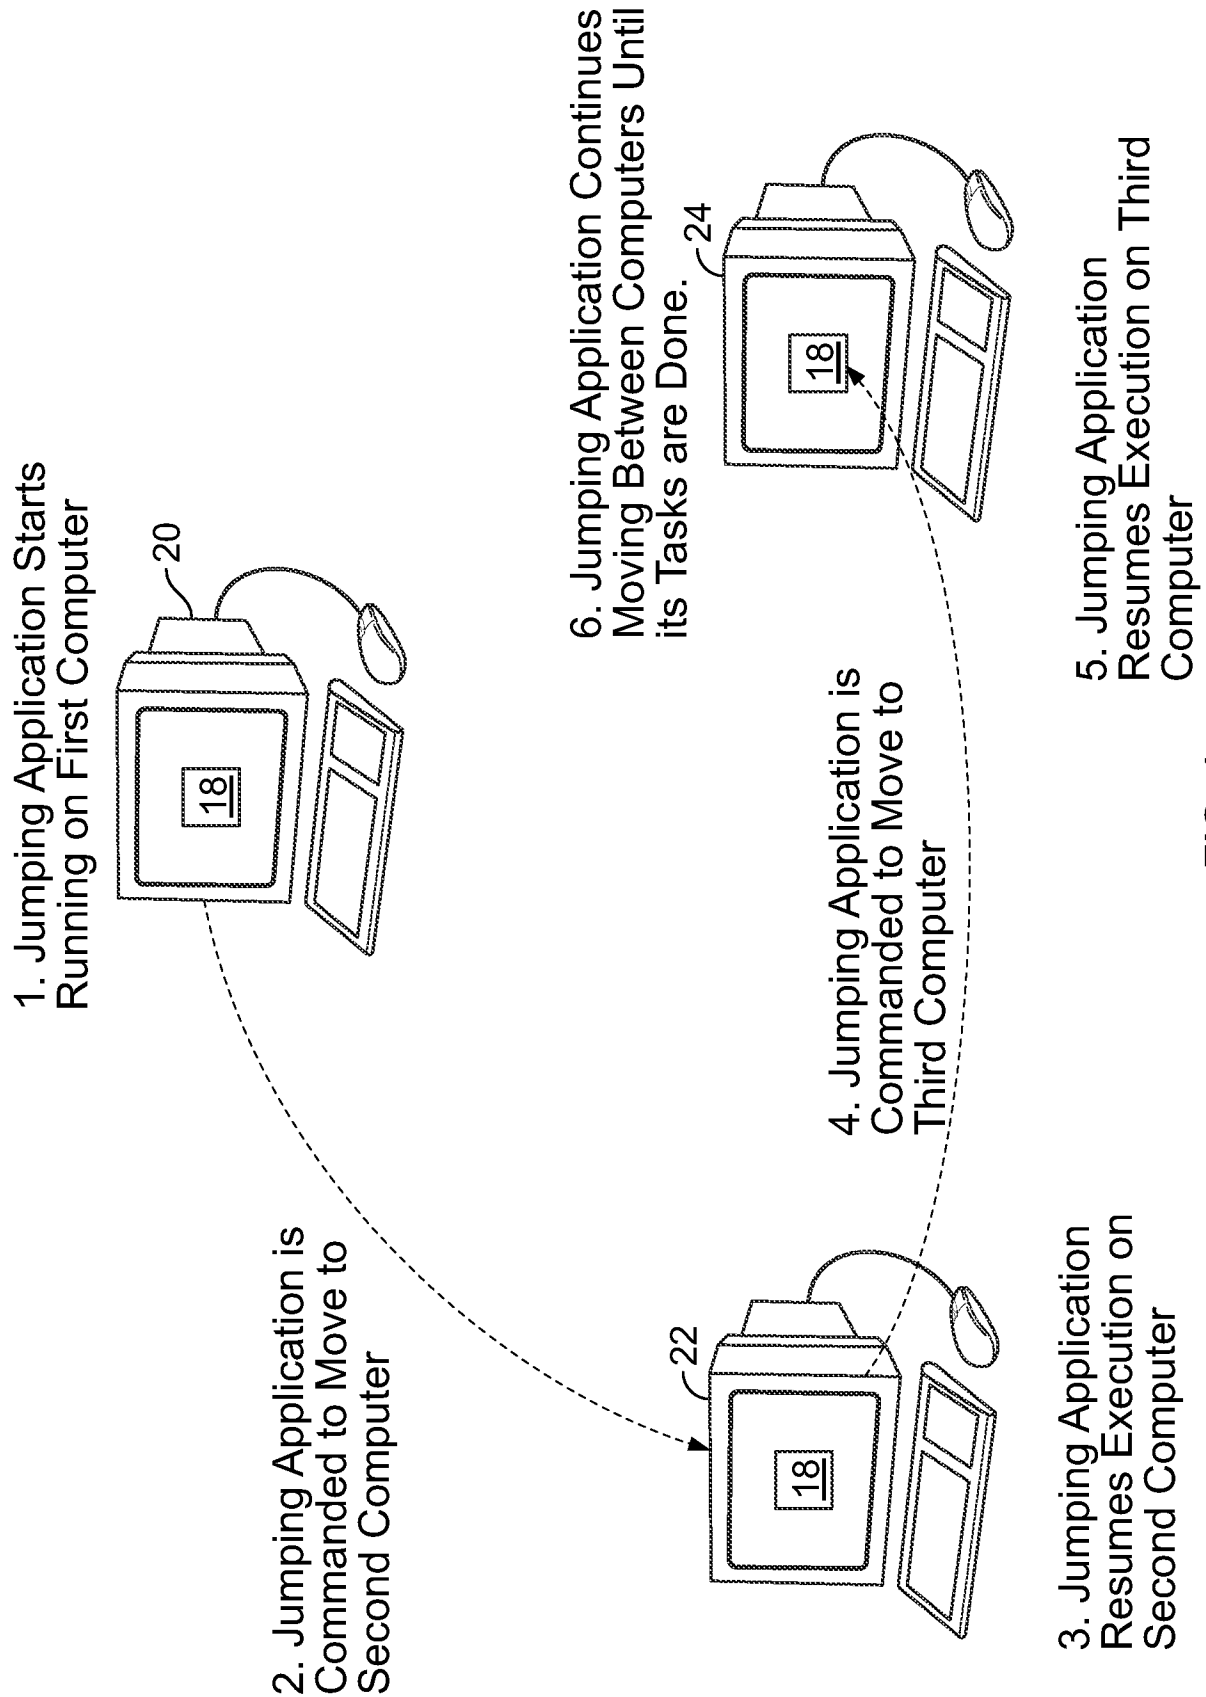 1. Jumping Application Starts
Running on First Computer
20
18
2. Jumping Application is
Commanded to Move to
Second Computer
22
18
3. Jumping Application
Resumes Execution on
Second Computer
4. Jumping Application is
Commanded to Move to
Third Computer
6. Jumping Application Continues
Moving Between Computers Until
its Tasks are Done.
24
18
5. Jumping Application
Resumes Execution on Third
Computer